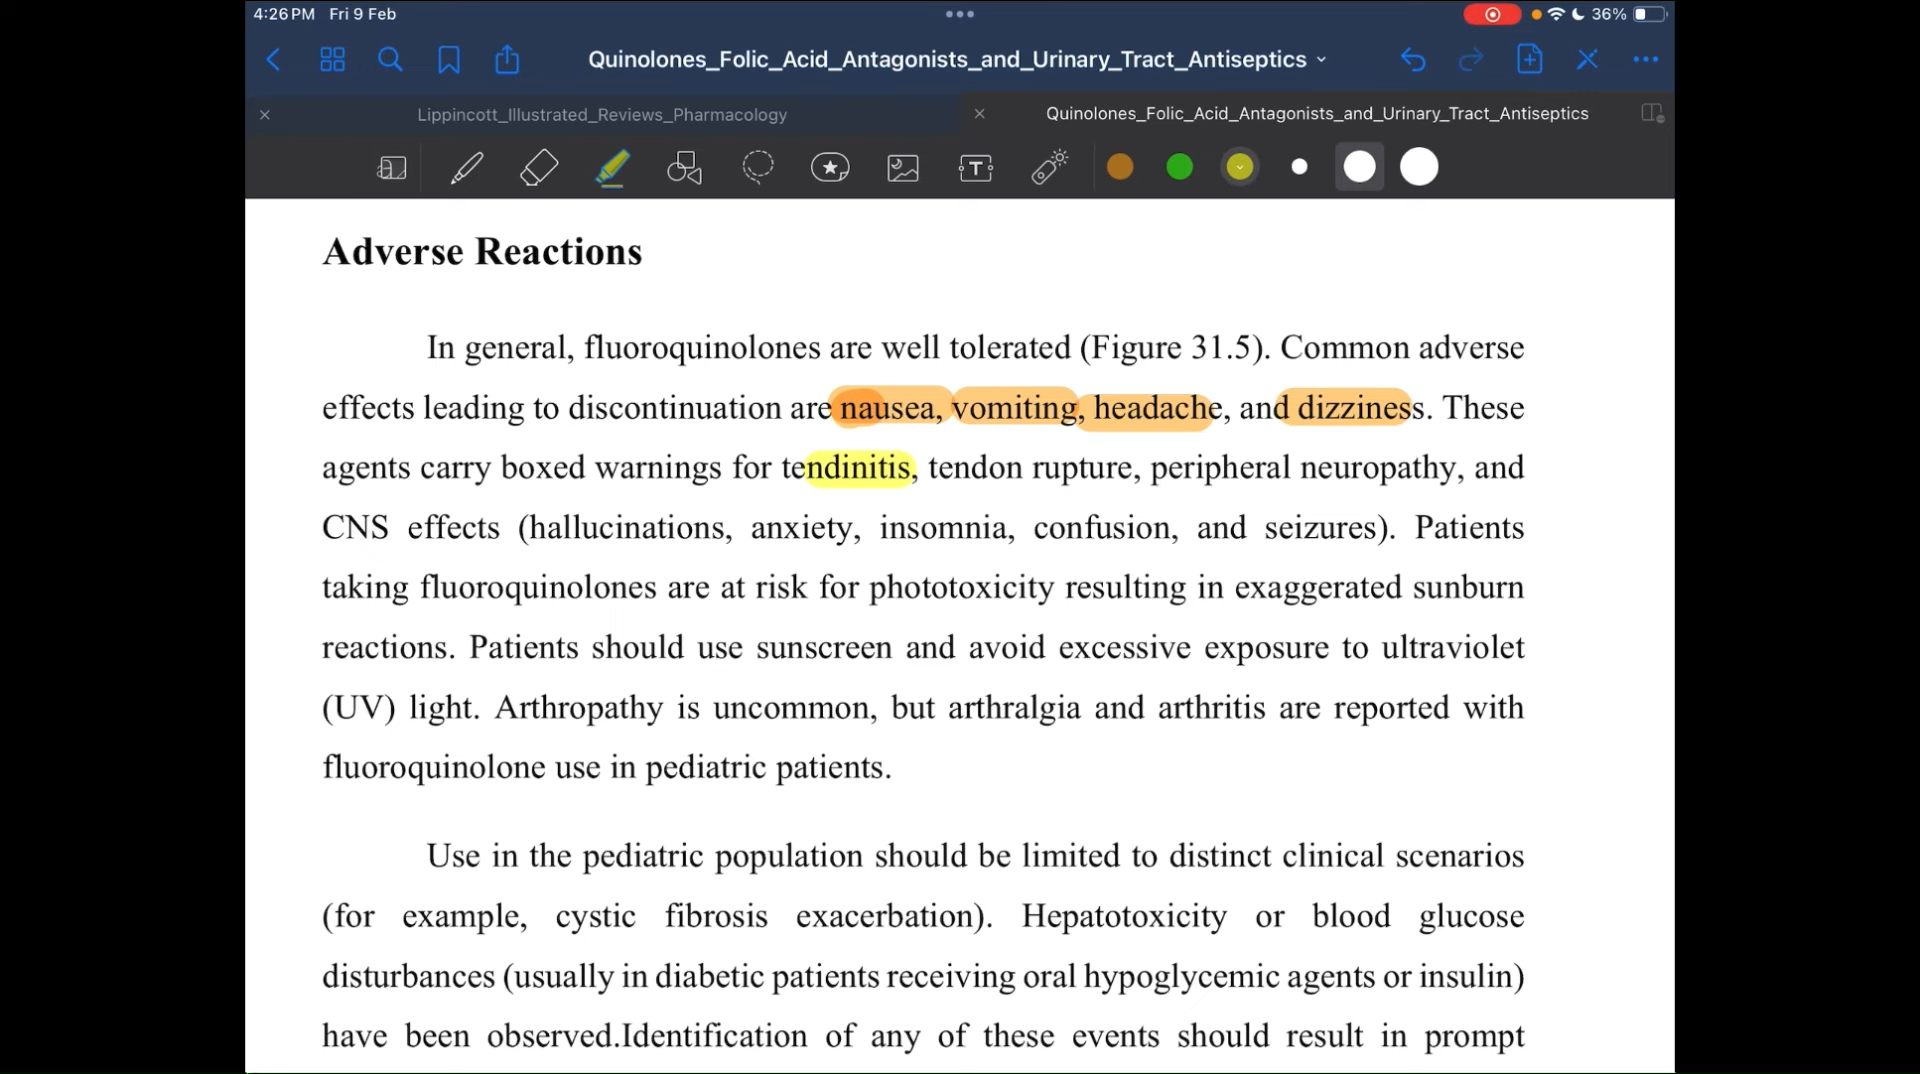 4:26 PM Fri 9 Feb
36%
Quinolones_Folic_Acid_Antagonists_and_Urinary_Tract_Antiseptics
Lippincott_Illustrated_Reviews_Pharmacology
Quinolones_Folic_Acid_Antagonists_and_Urinary_Tract_Antiseptics
Adverse Reactions
In general, fluoroquinolones are well tolerated (Figure 31.5). Common adverse
effects leading to discontinuation are nausea, vomiting, headache, and dizziness. These
agents carry boxed warnings for tendinitis, tendon rupture, peripheral neuropathy, and
CNS effects (hallucinations, anxiety, insomnia, confusion, and seizures). Patients
taking fluoroquinolones are at risk for phototoxicity resulting in exaggerated sunburn
reactions. Patients should use sunscreen and avoid excessive exposure to ultraviolet
(UV) light. Arthropathy is uncommon, but arthralgia and arthritis are reported with
fluoroquinolone use in pediatric patients.
Use in the pediatric population should be limited to distinct clinical scenarios
(for example, cystic fibrosis exacerbation). Hepatotoxicity or blood glucose
disturbances (usually in diabetic patients receiving oral hypoglycemic agents or insulin)
have been observed.Identification of any of these events should result in prompt